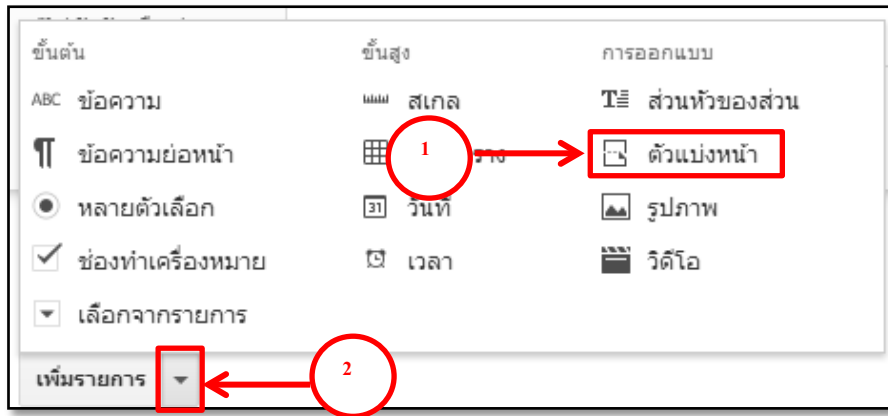 ขั้นต้น ขั้นสูง การออกแบบ
ABC ข้อความ สเกล T ส่วนหัวของส่วน
¶ ข้อความย่อหน้า 1 ราง ตัวแบ่งหน้า
หลายตัวเลือก 31 วันที่ รูปภาพ
ช่องทำเครื่องหมาย เวลา วิดีโอ
เลือกจากรายการ
เพิ่มรายการ 2